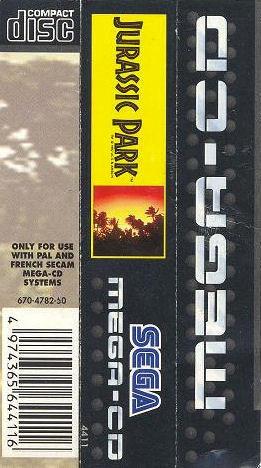 COMPACT
disc
ONLY FOR USE
WITH PAL AND
FRENCH SECAM
MEGA-CD
SYSTEMS
670-4782-50
4 974365 644116
JURASSIC PARK™
SEGA
MEGA-CD
4411
MEGA-CD